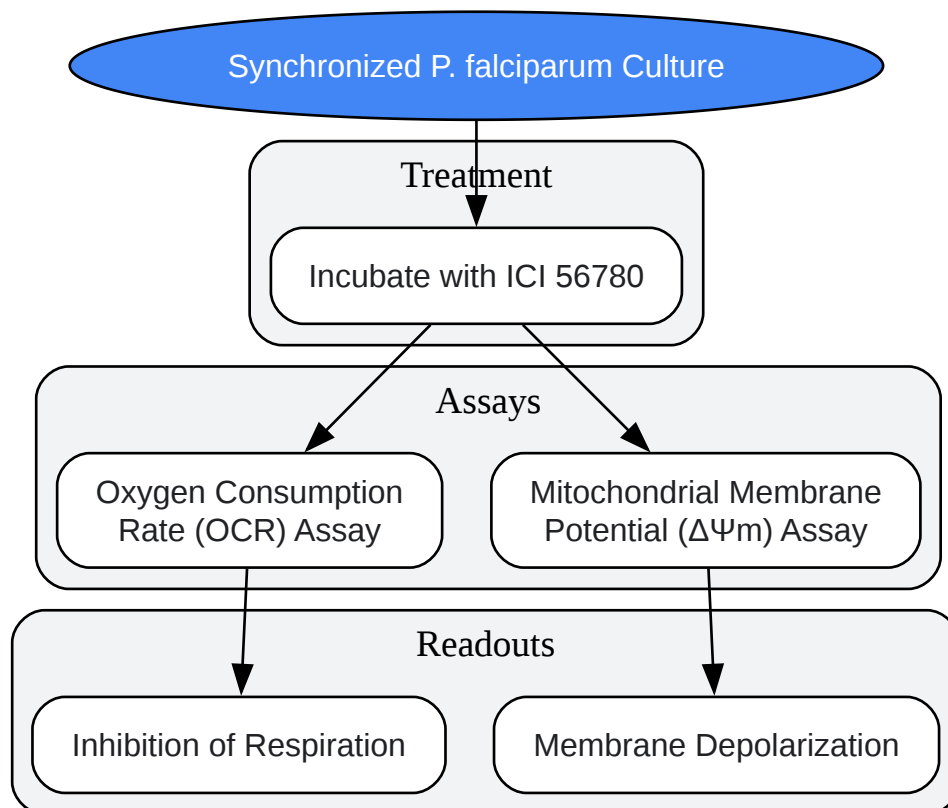 Synchronized P. falciparum Culture
Treatment
Incubate with ICI 56780
Assays
Oxygen Consumption
Rate (OCR) Assay
Mitochondrial Membrane
Potential (ΔΨm) Assay
Readouts
Inhibition of Respiration
Membrane Depolarization